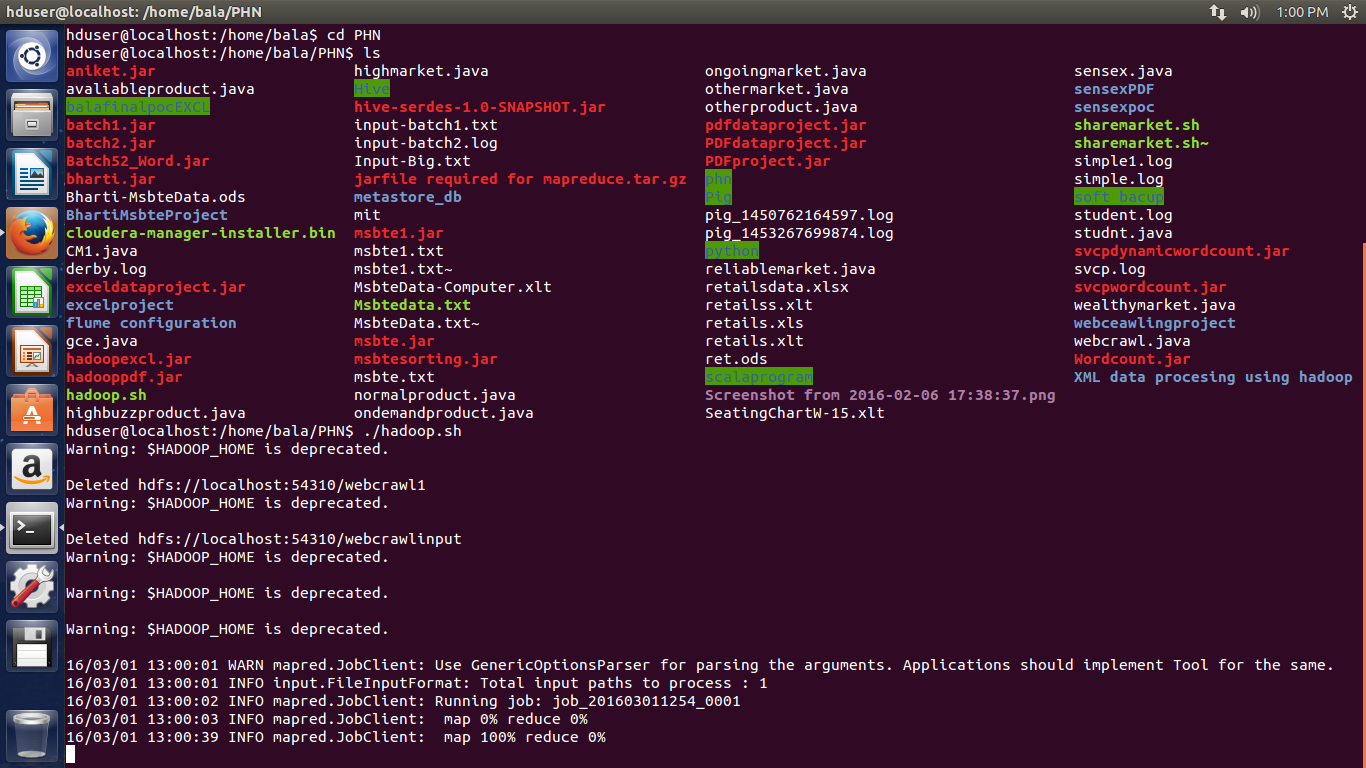 hduser@localhost: /home/bala/PHN 1:00 PM
hduser@localhost:/home/bala$ cd PHN
hduser@localhost:/home/bala/PHN$ ls
aniket.jar highmarket.java ongoingmarket.java sensex.java
avaliableproduct.java Hive othermarket.java sensexPDF
balafinalpocEXCL hive-serdes-1.0-SNAPSHOT.jar otherproduct.java sensexpoc
batch1.jar input-batch1.txt pdfdataproject.jar sharemarket.sh
batch2.jar input-batch2.log PDFdataproject.jar sharemarket.sh~
Batch52_Word.jar Input-Big.txt PDFproject.jar simple1.log
bharti.jar jarfile required for mapreduce.tar.gz phn simple.log
Bharti-MsbteData.ods metastore_db Pig soft bacup
BhartiMsbteProject mit pig_1450762164597.log student.log
cloudera-manager-installer.bin msbte1.jar pig_1453267699874.log studnt.java
CM1.java msbte1.txt python svcpdynamicwordcount.jar
derby.log msbte1.txt~ reliablemarket.java svcp.log
exceldataproject.jar MsbteData-Computer.xlt retailsdata.xlsx svcpwordcount.jar
excelproject Msbtedata.txt retailss.xlt wealthymarket.java
flume configuration MsbteData.txt~ retails.xls webceawlingproject
gce.java msbte.jar retails.xlt webcrawl.java
hadoopexcl.jar msbtesorting.jar ret.ods Wordcount.jar
hadooppdf.jar msbte.txt scalaprogram XML data procesing using hadoop
hadoop.sh normalproduct.java Screenshot from 2016-02-06 17:38:37.png
highbuzzproduct.java ondemandproduct.java SeatingChartW-15.xlt
hduser@localhost:/home/bala/PHN$ ./hadoop.sh
Warning: $HADOOP_HOME is deprecated.
Deleted hdfs://localhost:54310/webcrawl1
Warning: $HADOOP_HOME is deprecated.
Deleted hdfs://localhost:54310/webcrawlinput
Warning: $HADOOP_HOME is deprecated.
Warning: $HADOOP_HOME is deprecated.
Warning: $HADOOP_HOME is deprecated.
16/03/01 13:00:01 WARN mapred.JobClient: Use GenericOptionsParser for parsing the arguments. Applications should implement Tool for the same.
16/03/01 13:00:01 INFO input.FileInputFormat: Total input paths to process : 1
16/03/01 13:00:02 INFO mapred.JobClient: Running job: job_201603011254_0001
16/03/01 13:00:03 INFO mapred.JobClient:  map 0% reduce 0%
16/03/01 13:00:39 INFO mapred.JobClient:  map 100% reduce 0%